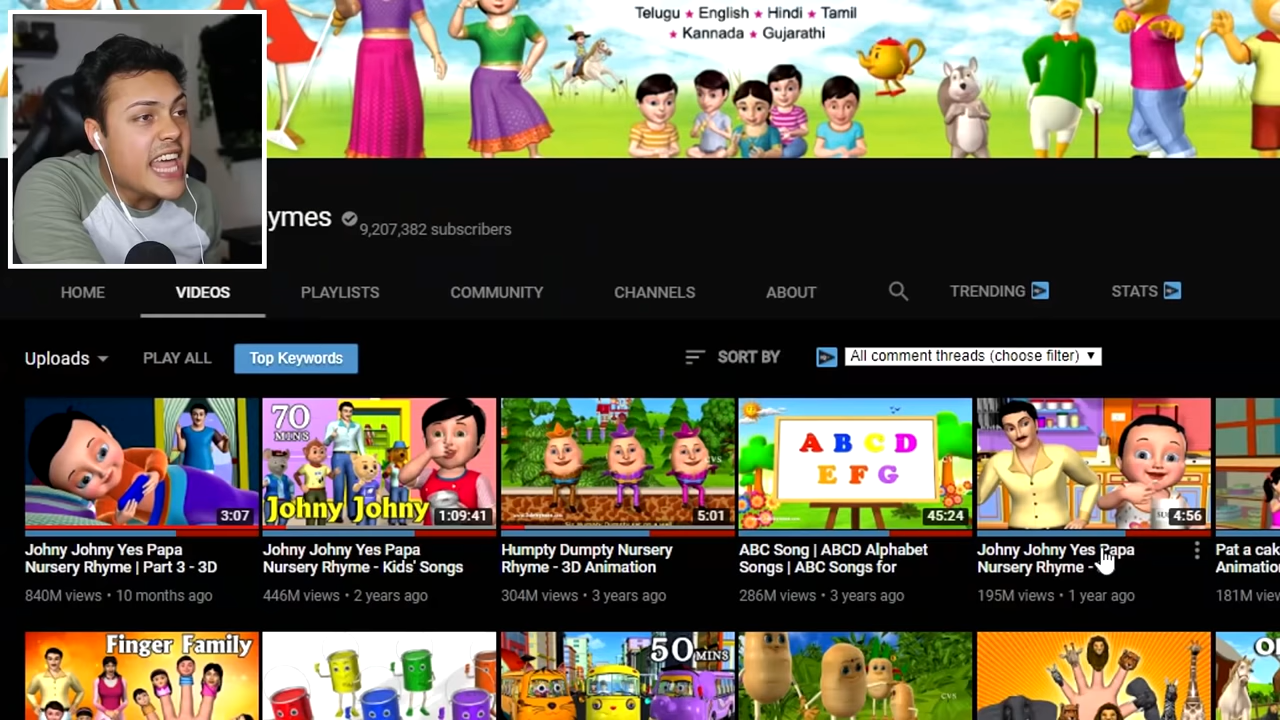 Telugu ★ English ★ Hindi ★ Tamil
★ Kannada ★ Gujarathi
ymes
9,207,382 subscribers
HOME VIDEOS PLAYLISTS COMMUNITY CHANNELS ABOUT TRENDING STATS
Uploads PLAY ALL Top Keywords SORT BY All comment threads (choose filter)
3:07
70
MINS
Johny Johny
1:09:41
CVS
5:01
A B C D
E F G
45:24
4:56
Johny Johny Yes Papa
Nursery Rhyme | Part 3 - 3D
840M views • 10 months ago
Johny Johny Yes Papa
Nursery Rhyme - Kids' Songs
446M views • 2 years ago
Humpty Dumpty Nursery
Rhyme - 3D Animation
304M views • 3 years ago
ABC Song | ABCD Alphabet
Songs | ABC Songs for
286M views • 3 years ago
Johny Johny Yes Papa
Nursery Rhyme -
195M views • 1 year ago
Pat a cak
Animatio
181M view
Finger Family
50 MINS
CVS